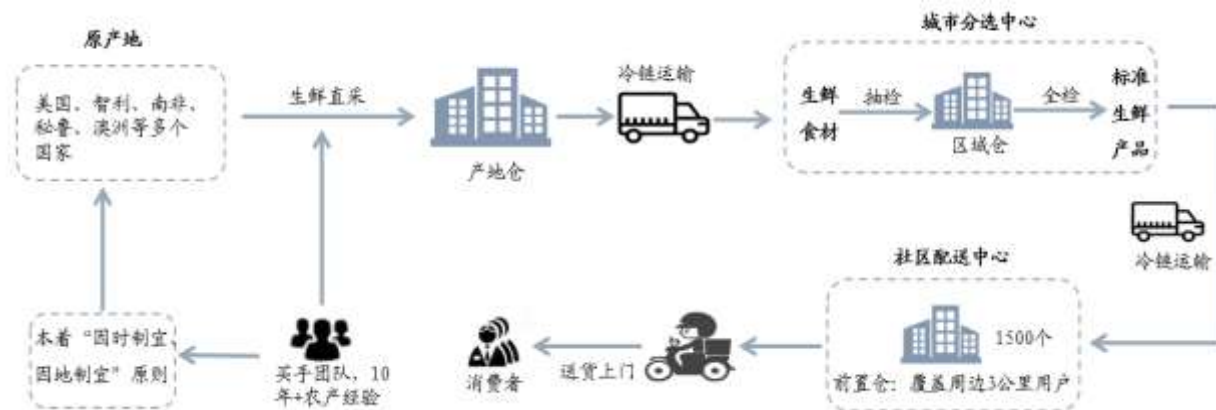 原产地
美国、智利、南非、
秘鲁、澳洲等多个
国家
生鲜直采
产地仓
冷链运输
城市分选中心
生鲜
食材
抽检
区域仓
全检
标准
生鲜
产品
冷链运输
社区配送中心
1500个
前置仓：覆盖周边3公里用户
送货上门
消费者
买手团队，10
年+农产经验
本着“因时制宜、
因地制宜”原则